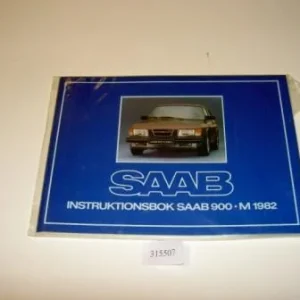 SAAB
INSTRUKTIONSBOK SAAB 900 • M 1982
315507